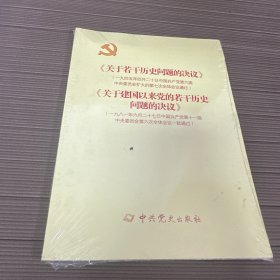 《关于若干历史问题的决议》
(一九四五年四月二十日中国共产党第六届
中央委员会扩大的第七次全体会议通过)
《关于建国以来党的若干历史
问题的决议》
(一九八一年六月二十七日中国共产党第十一届
中央委员会第六次全体会议一致通过)
中共党史出版社